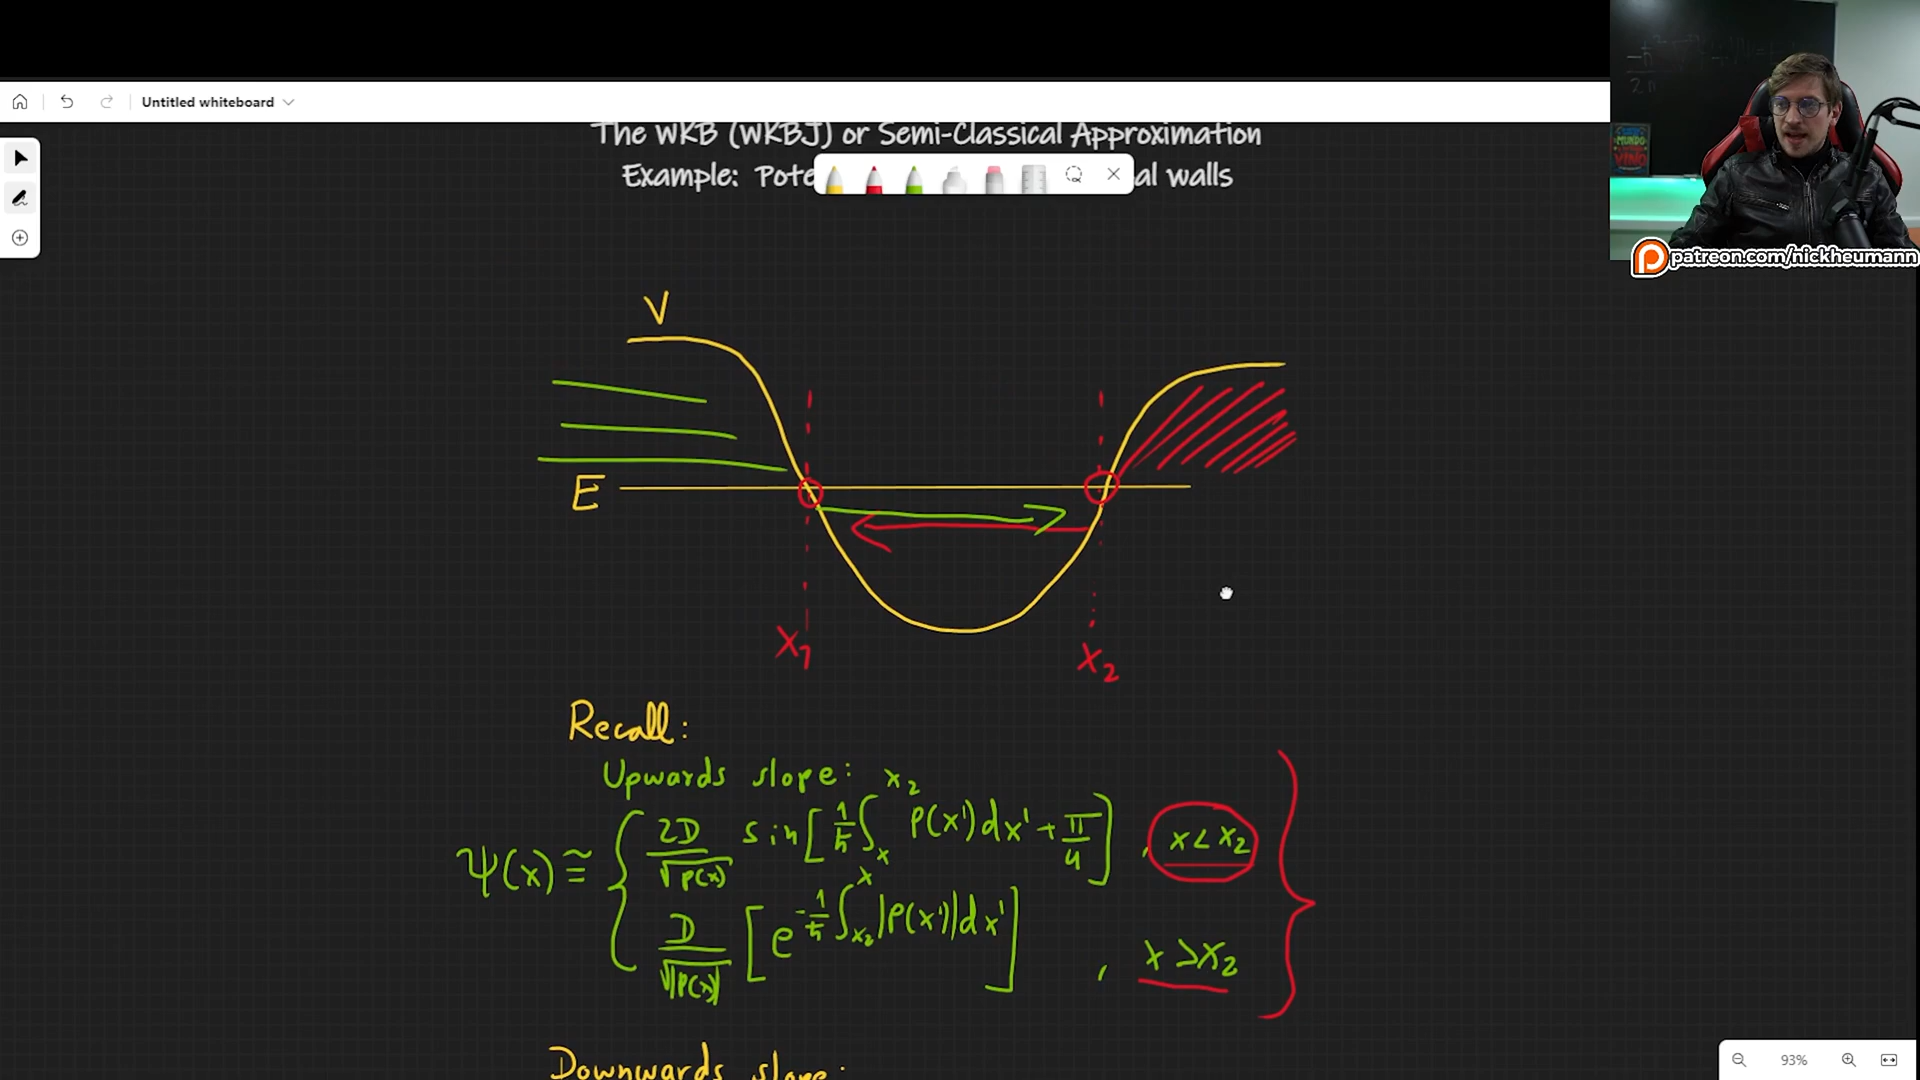 Untitled whiteboard
The WKB (WKBJ) or Semi-Classical Approximation
Example: Pote al walls
patreon.com/nickheumann
V
E
x₁
x₂
Recall:
Upwards slope:
ψ(x) ≅ { 2D/√P(x) sin[1/ħ ∫ₓ^x₂ P(x')dx' + π/4] , x < x₂
D/√|P(x)| [e^(-1/ħ ∫ₓ₂^x |P(x')|dx')] , x > x₂
Downwards slope:
93%